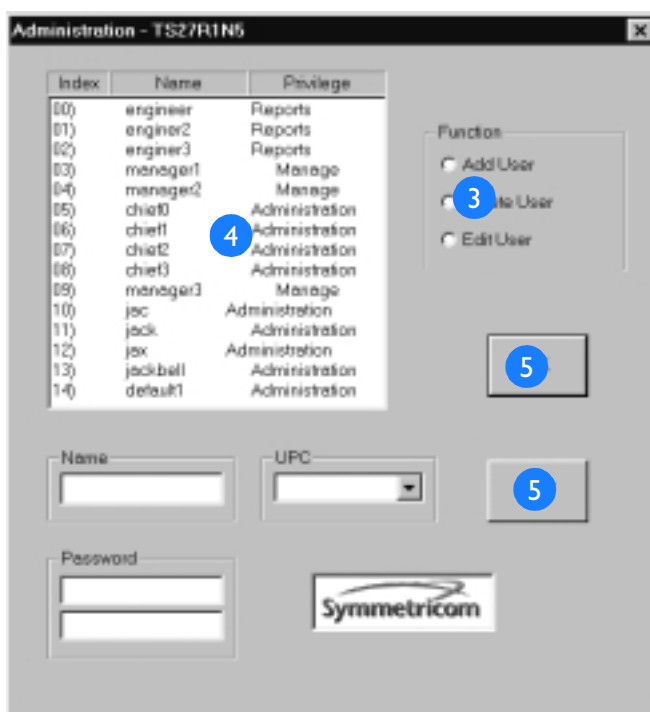 Administration - TS27R1N5
Index Name Privilege
00) engineer Reports
01) enginer2 Reports
02) enginer3 Reports
03) manager1 Manage
04) manager2 Manage
05) chief0 Administration
06) chief1 Administration
07) chief2 Administration
08) chief3 Administration
09) manager3 Manage
10) jac Administration
11) jack Administration
12) jax Administration
13) jackbell Administration
14) default1 Administration
4
Function
Add User
3 User
Edit User
5
Name
UPC
5
Password
Symmetricom